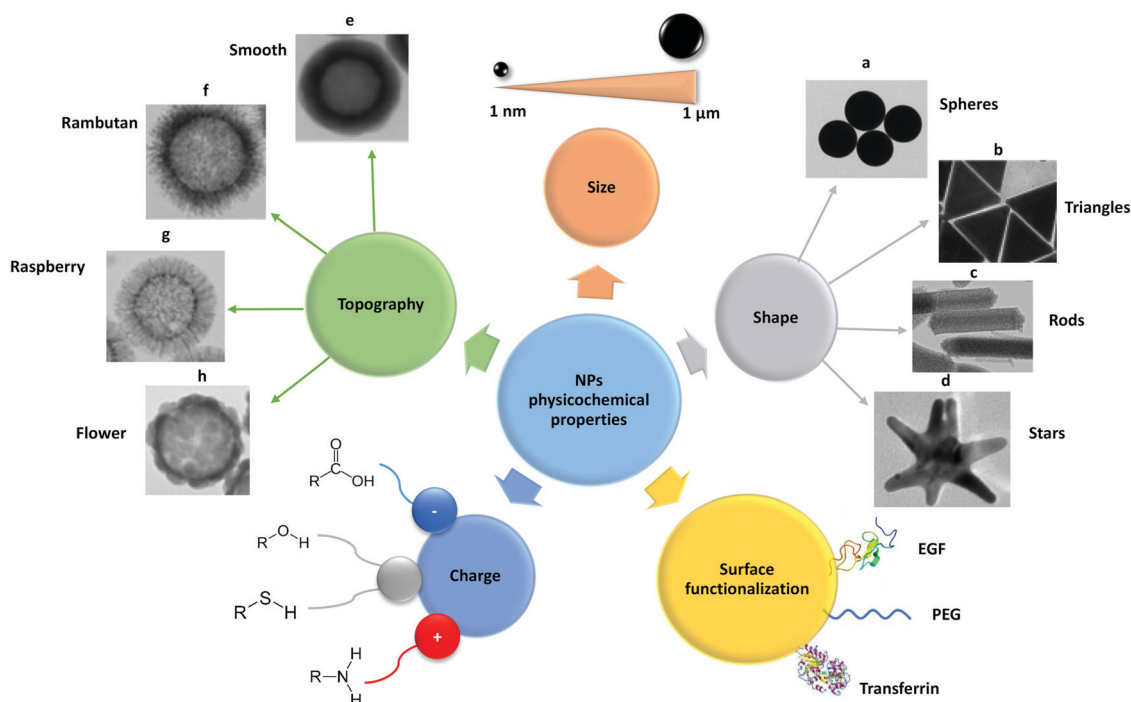 e
Smooth
f
Rambutan
g
Raspberry
h
Flower
1 nm
1 µm
Size
a
Spheres
b
Triangles
c
Rods
d
Stars
Topography
Shape
NPs
physicochemical
properties
O
R
C
OH
R
O
H
R
S
H
H
R
N
H
-
+
Charge
Surface
functionalization
EGF
PEG
Transferrin